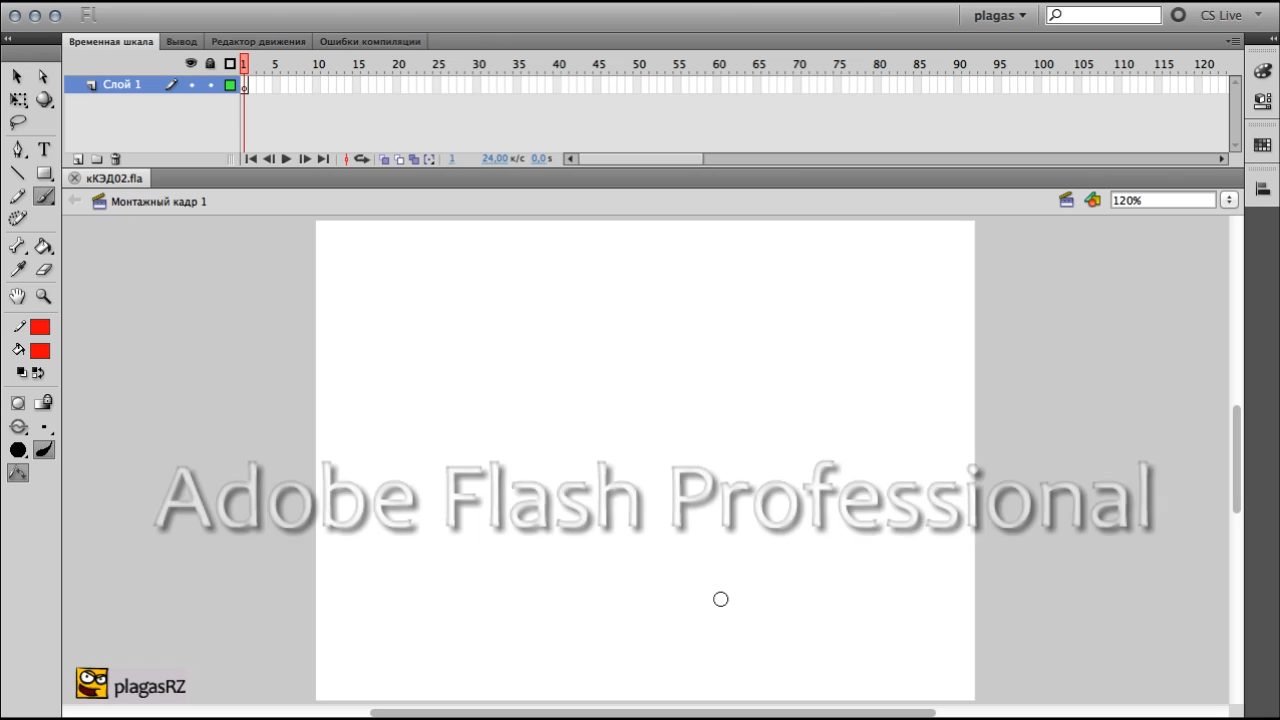 Fl
plagas
CS Live
Временная шкала
Вывод
Редактор движения
Ошибки компиляции
1 5 10 15 20 25 30 35 40 45 50 55 60 65 70 75 80 85 90 95 100 105 110 115 120
Слой 1
1 24,00 к/с 0,0 s
кКЭД02.fla
Монтажный кадр 1
120%
T
Adobe Flash Professional
plagasRZ